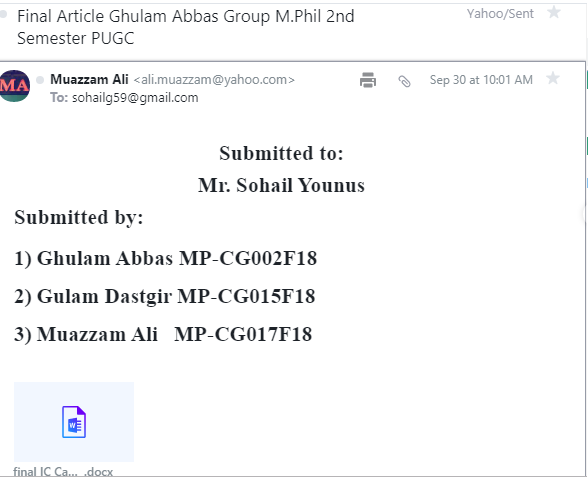 Final Article Ghulam Abbas Group M.Phil 2nd
Semester PUGC
Yahoo/Sent
MA
Muazzam Ali <ali.muazzam@yahoo.com>
Sep 30 at 10:01 AM
To: sohailg59@gmail.com
Submitted to:
Mr. Sohail Younus
Submitted by:
1) Ghulam Abbas MP-CG002F18
2) Gulam Dastgir MP-CG015F18
3) Muazzam Ali   MP-CG017F18
W
final IC Ca... .docx